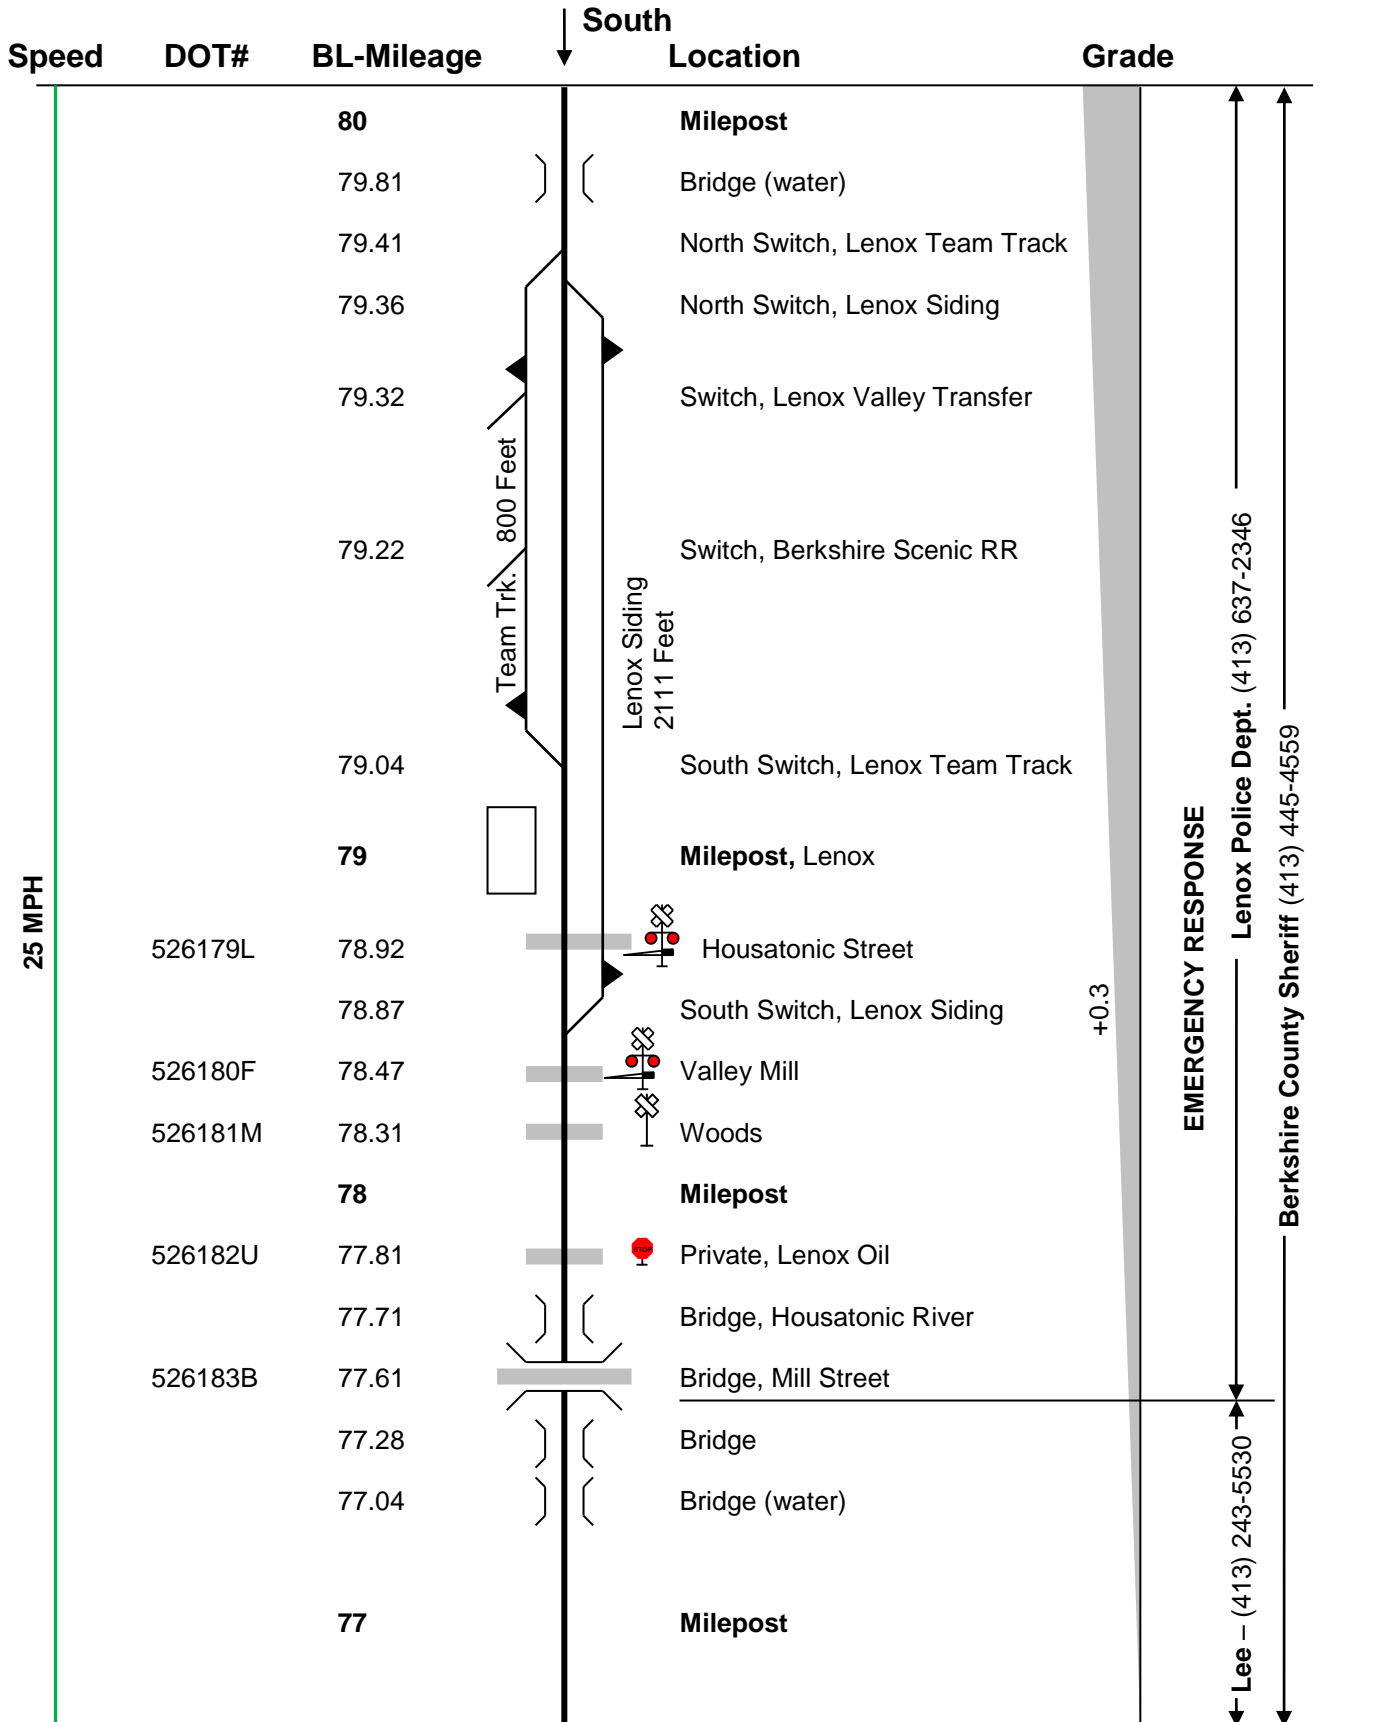 South
Speed DOT# BL-Mileage Location Grade
80 Milepost
79.81 Bridge (water)
79.41 North Switch, Lenox Team Track
79.36 North Switch, Lenox Siding
79.32 Switch, Lenox Valley Transfer
79.22 Switch, Berkshire Scenic RR
Team Trk. 800 Feet
Lenox Siding
2111 Feet
79.04 South Switch, Lenox Team Track
79 Milepost, Lenox
25 MPH
526179L 78.92 Housatonic Street
78.87 South Switch, Lenox Siding
+0.3
526180F 78.47 Valley Mill
526181M 78.31 Woods
78 Milepost
526182U 77.81 STOP Private, Lenox Oil
77.71 Bridge, Housatonic River
526183B 77.61 Bridge, Mill Street
77.28 Bridge
77.04 Bridge (water)
77 Milepost
EMERGENCY RESPONSE
Lenox Police Dept. (413) 637-2346
Berkshire County Sheriff (413) 445-4559
Lee – (413) 243-5530